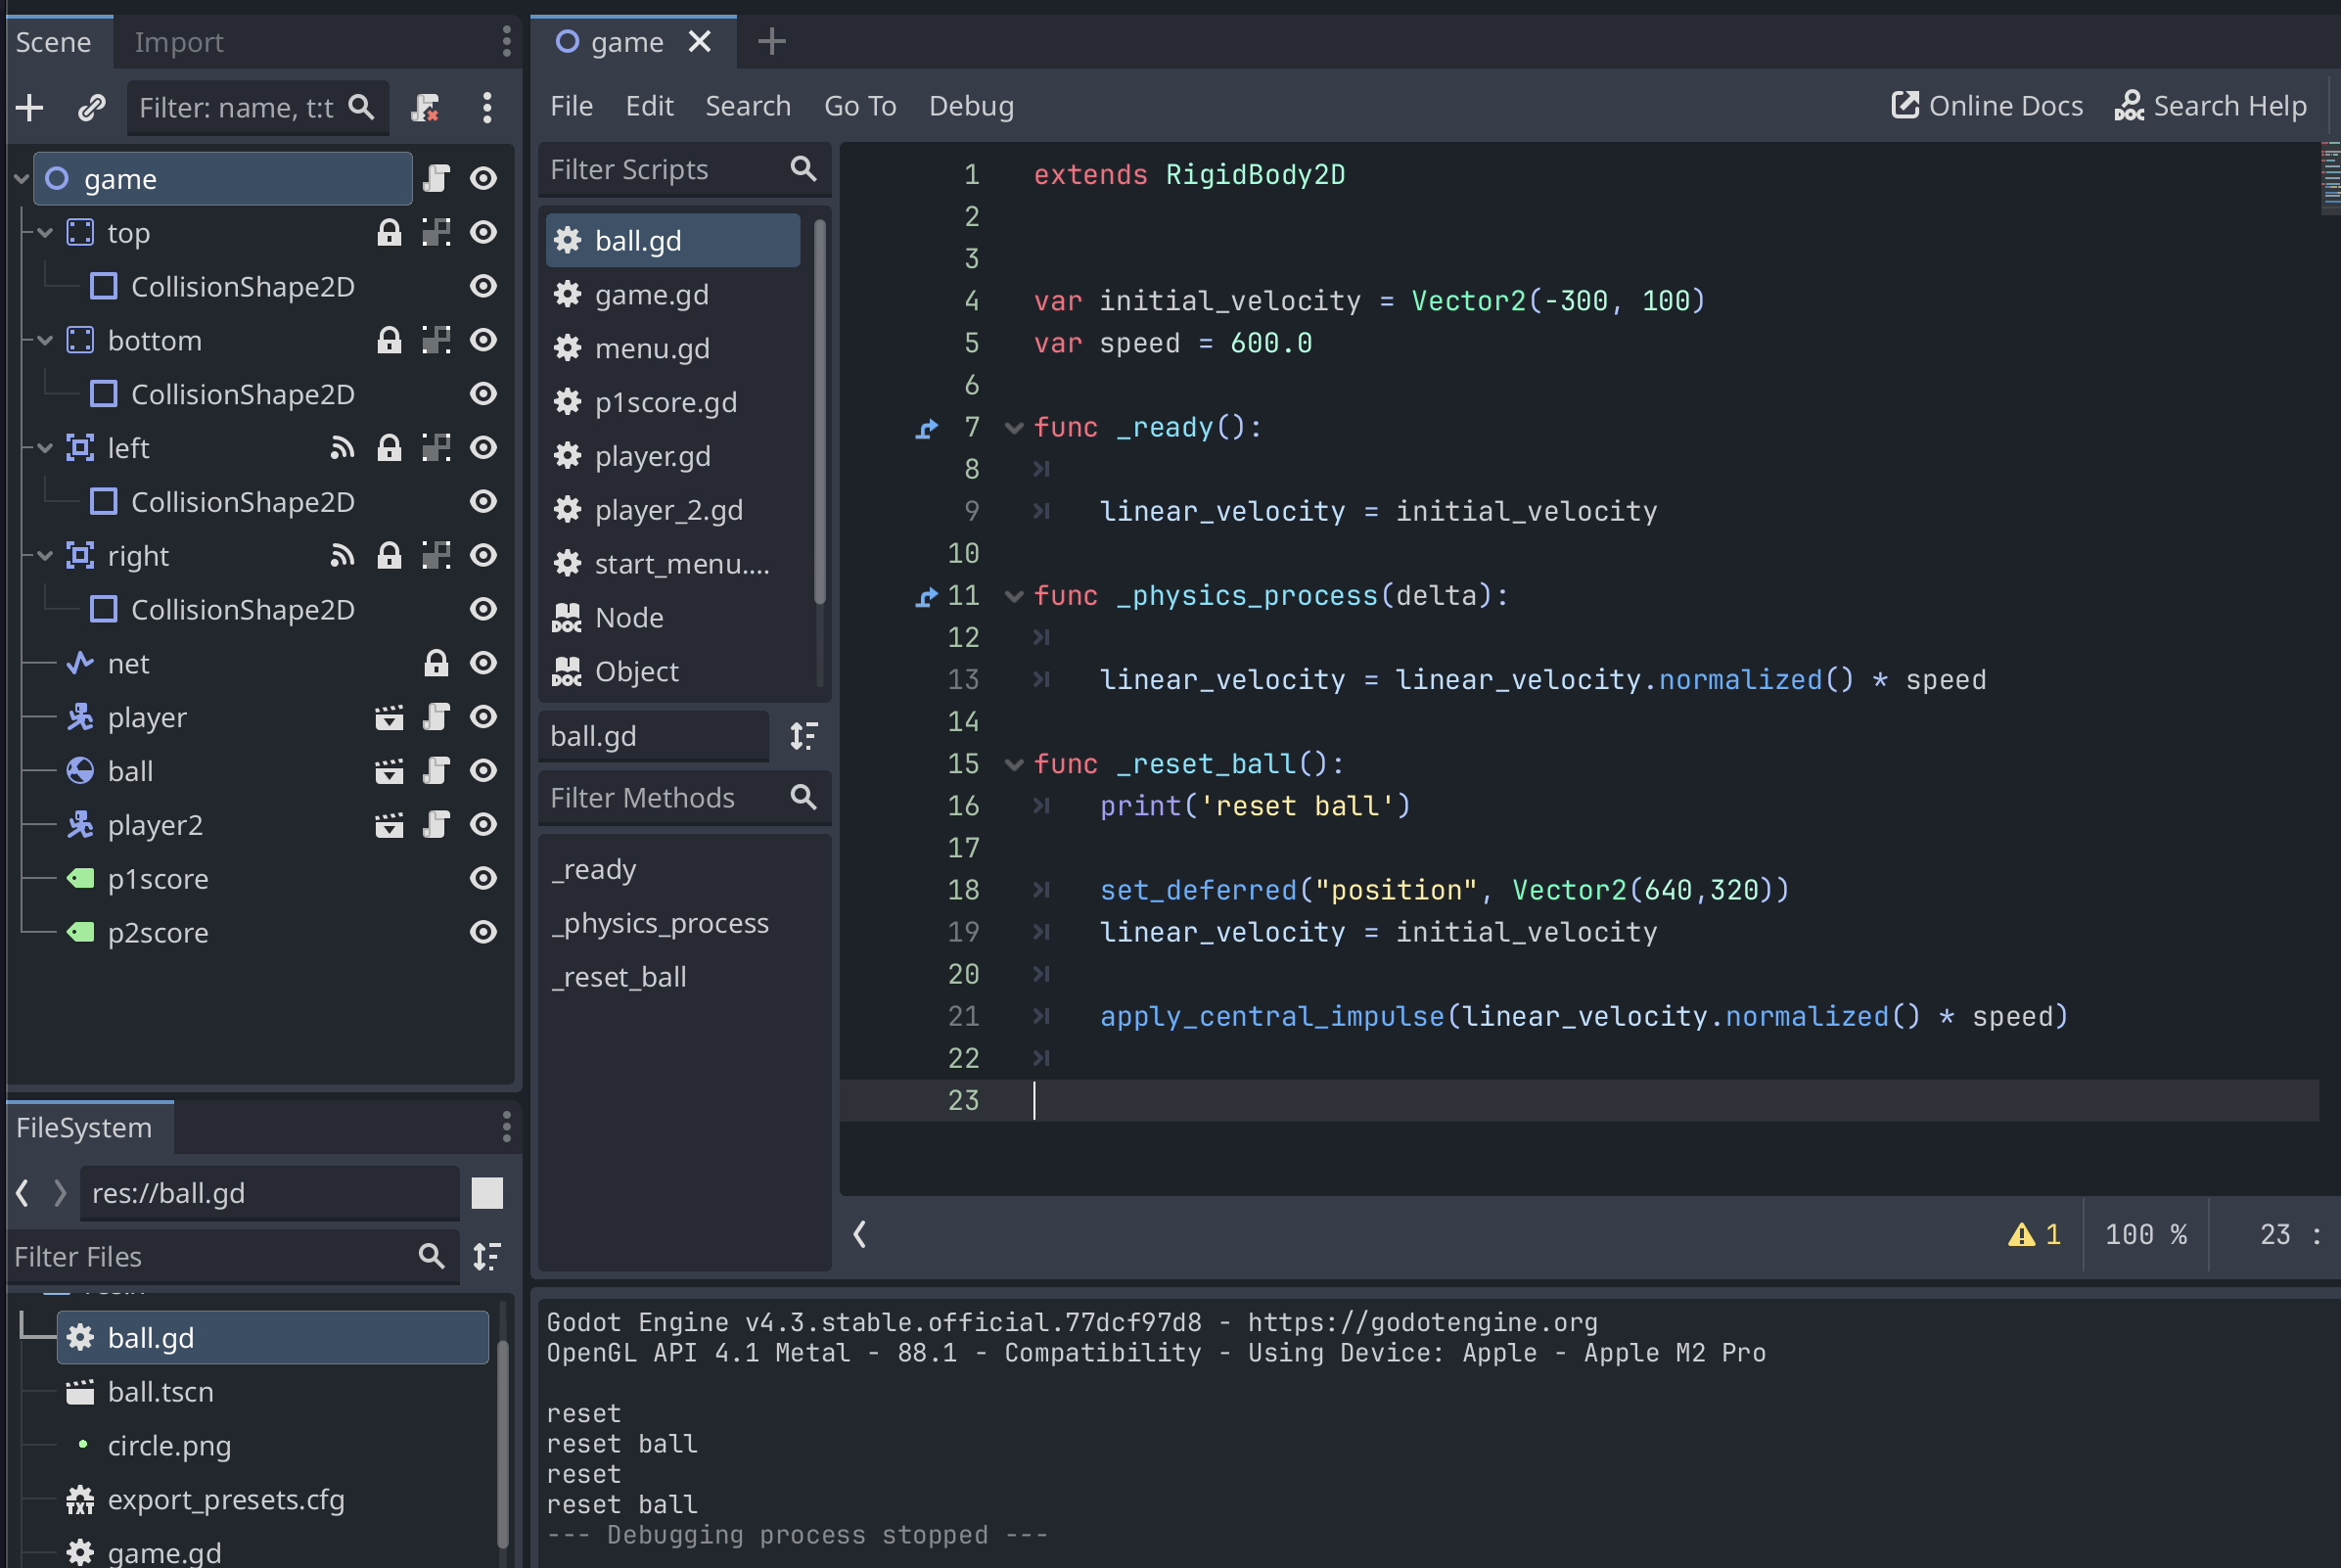 Scene
Import
game
File
Edit
Search
Go To
Debug
Online Docs
Search Help
Filter: name, t:t
game
top
CollisionShape2D
bottom
CollisionShape2D
left
CollisionShape2D
right
CollisionShape2D
net
player
ball
player2
p1score
p2score
FileSystem
res://ball.gd
Filter Files
ball.gd
ball.tscn
circle.png
export_presets.cfg
game.gd
Filter Scripts
ball.gd
game.gd
menu.gd
p1score.gd
player.gd
player_2.gd
start_menu....
Node
Object
ball.gd
Filter Methods
_ready
_physics_process
_reset_ball
1 extends RigidBody2D
2
3
4 var initial_velocity = Vector2(-300, 100)
5 var speed = 600.0
6
7 func _ready():
8
9 linear_velocity = initial_velocity
10
11 func _physics_process(delta):
12
13 linear_velocity = linear_velocity.normalized() * speed
14
15 func _reset_ball():
16 print('reset ball')
17
18 set_deferred("position", Vector2(640,320))
19 linear_velocity = initial_velocity
20
21 apply_central_impulse(linear_velocity.normalized() * speed)
22
23
1
100 %
23 :
Godot Engine v4.3.stable.official.77dcf97d8 - https://godotengine.org
OpenGL API 4.1 Metal - 88.1 - Compatibility - Using Device: Apple - Apple M2 Pro
reset
reset ball
reset
reset ball
--- Debugging process stopped ---